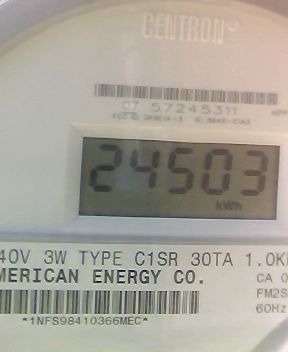 CENTRON
C7 57245311
24503
kWh
40V 3W TYPE C1SR 30TA 1.0K
MERICAN ENERGY CO.
CA 0
FM2S
60Hz
*1NFS98410366MEC*